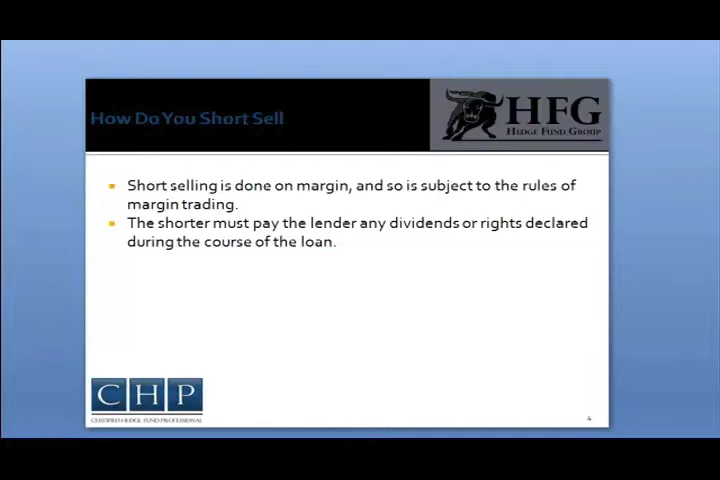 How Do You Short Sell
HFG
HEDGE FUND GROUP
Short selling is done on margin, and so is subject to the rules of
margin trading.
The shorter must pay the lender any dividends or rights declared
during the course of the loan.
CHP
CERTIFIED HEDGE FUND PROFESSIONAL
4